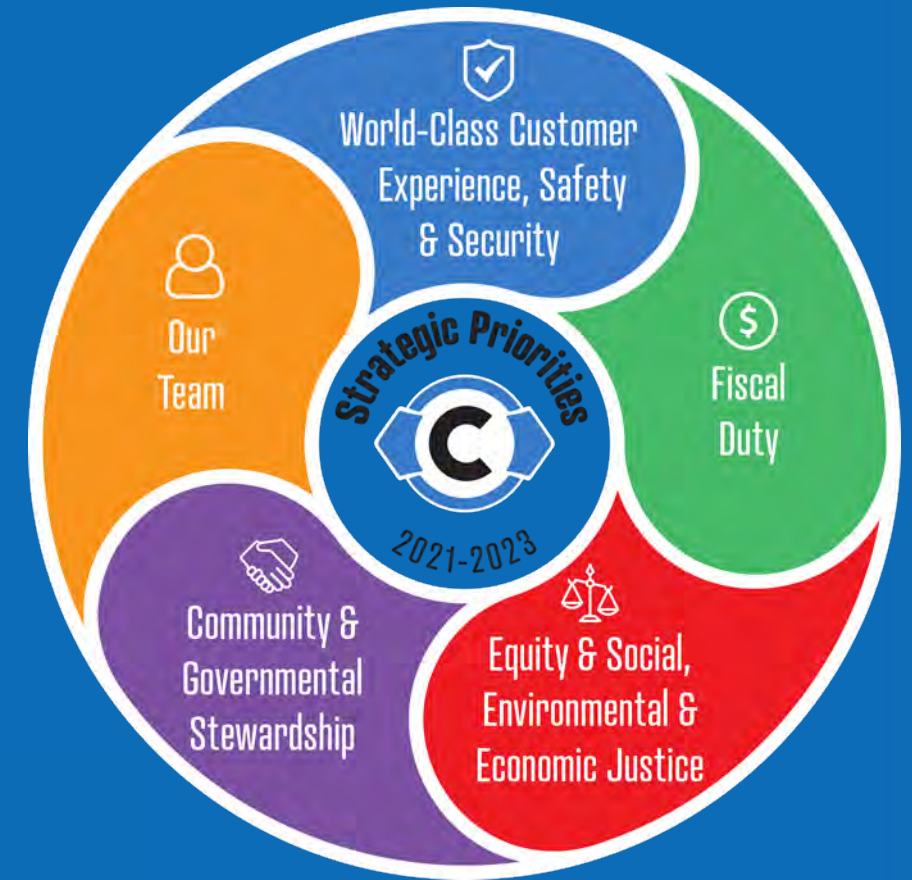 World-Class Customer
Experience, Safety
& Security
Fiscal
Duty
Equity & Social,
Environmental &
Economic Justice
Community &
Governmental
Stewardship
Our
Team
Strategic Priorities
C
2021-2023